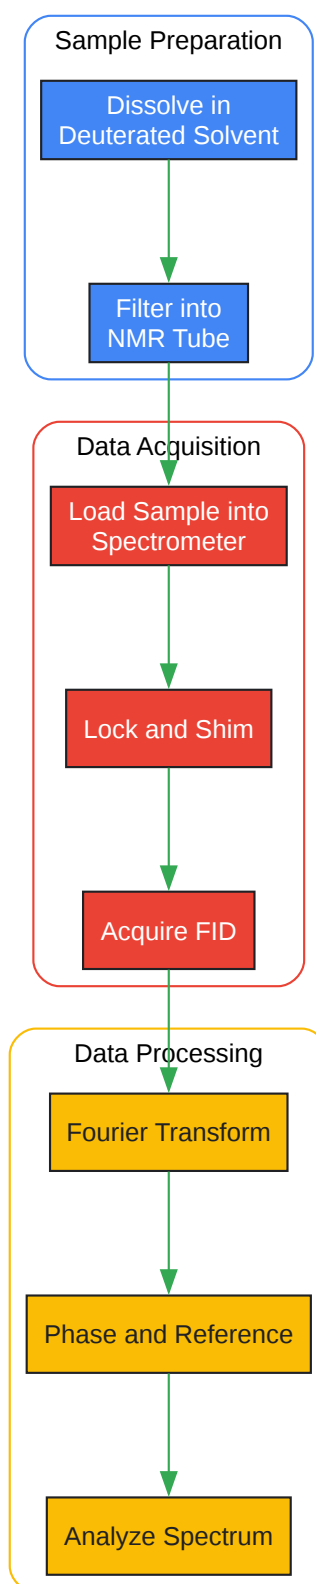 Sample Preparation
Dissolve in
Deuterated Solvent
Filter into
NMR Tube
Data Acquisition
Load Sample into
Spectrometer
Lock and Shim
Acquire FID
Data Processing
Fourier Transform
Phase and Reference
Analyze Spectrum